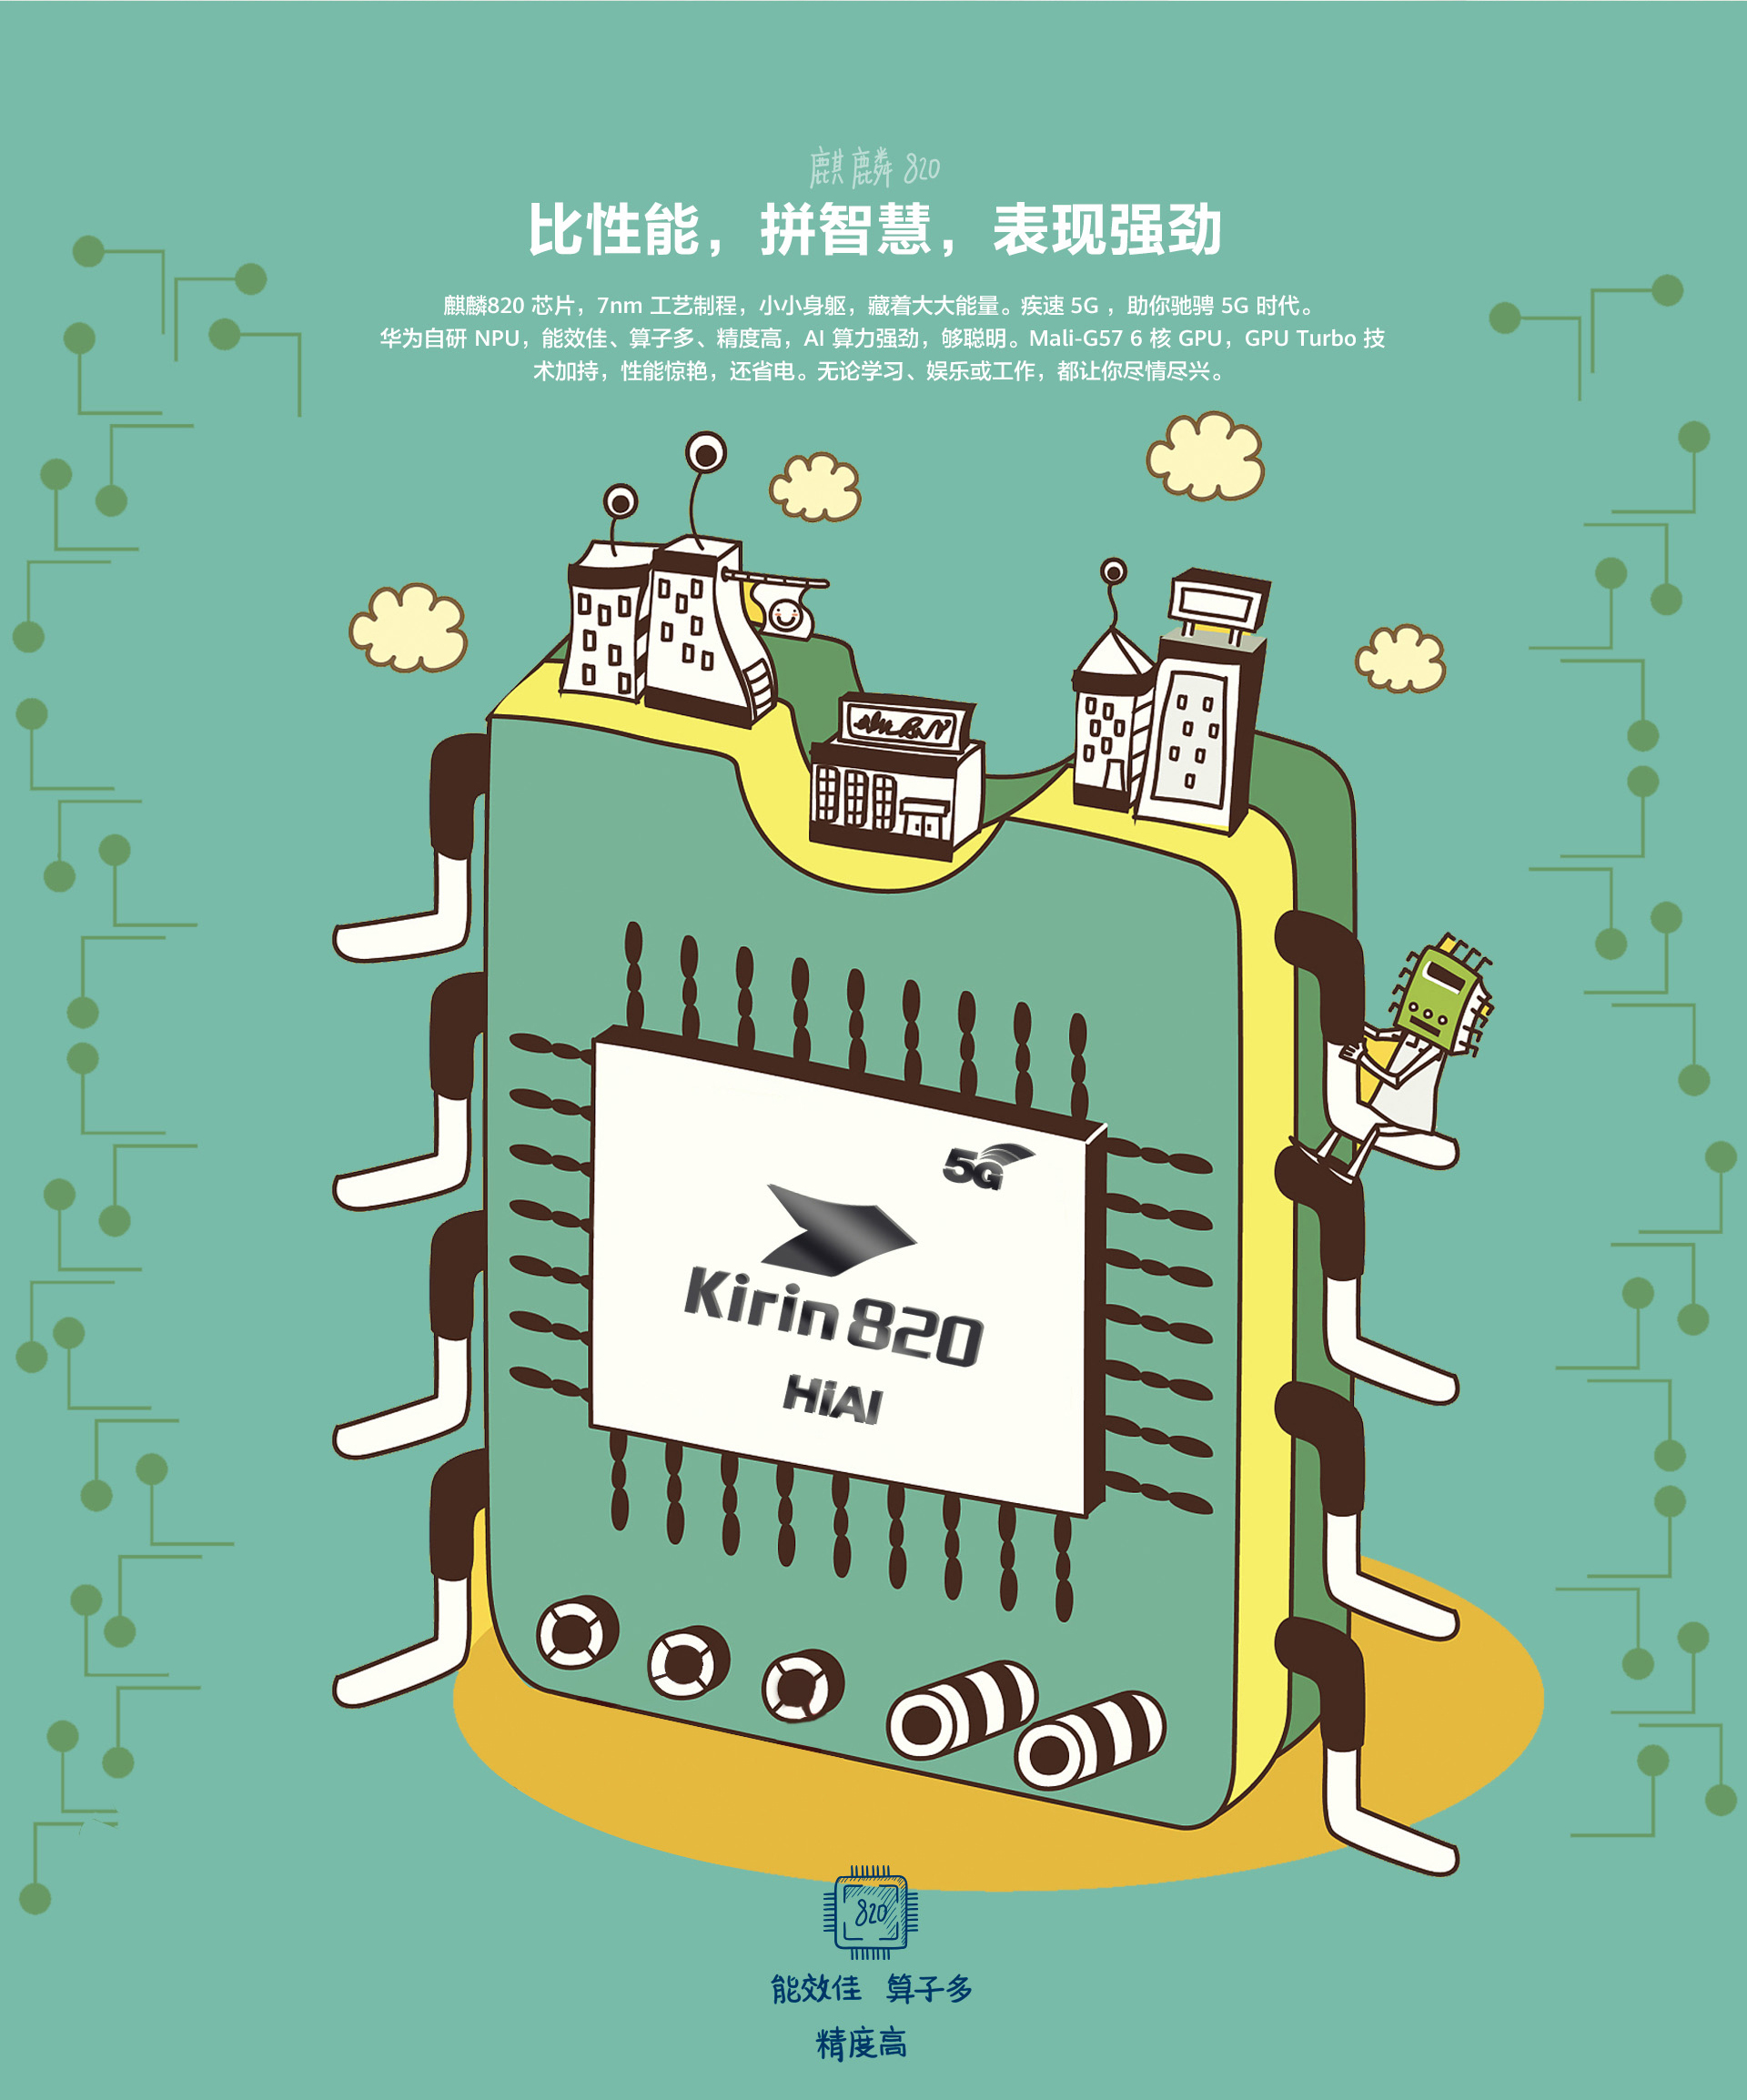 麒麟 820
比性能，拼智慧，表现强劲
麒麟820 芯片，7nm 工艺制程，小小身躯，藏着大大能量。疾速 5G ，助你驰骋 5G 时代。
华为自研 NPU，能效佳、算子多、精度高，AI 算力强劲，够聪明。Mali-G57 6 核 GPU，GPU Turbo 技
术加持，性能惊艳，还省电。无论学习、娱乐或工作，都让你尽情尽兴。
5G
Kirin 820
HiAI
820
能效佳 算子多
精度高